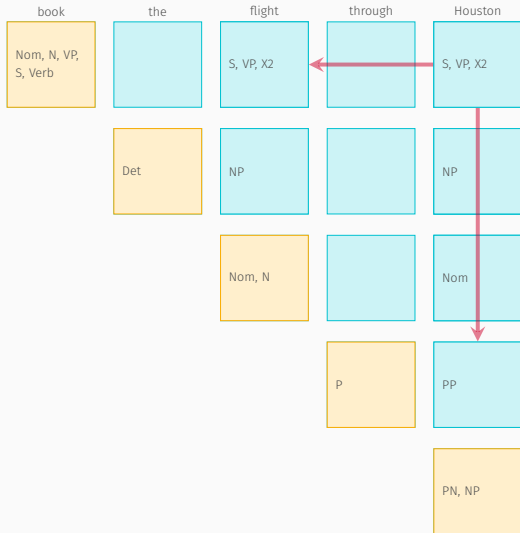 book the flight through Houston
Nom, N, VP,
S, Verb
S, VP, X2
S, VP, X2
Det
NP
NP
Nom, N
Nom
P
PP
PN, NP